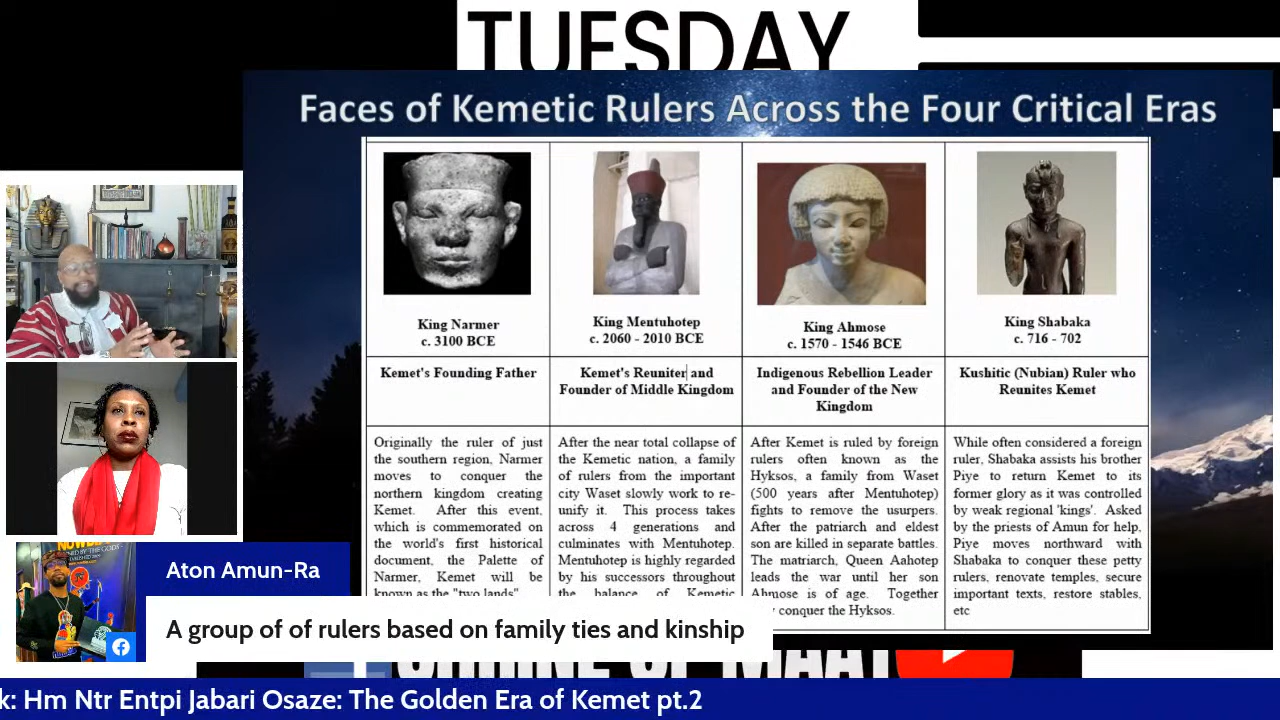 TUESDAY
Faces of Kemetic Rulers Across the Four Critical Eras
King Narmer
c. 3100 BCE
King Mentuhotep
c. 2060 - 2010 BCE
King Ahmose
c. 1570 - 1546 BCE
King Shabaka
c. 716 - 702
Kemet's Founding Father
Kemet's Reuniter and
Founder of Middle Kingdom
Indigenous Rebellion Leader
and Founder of the New
Kingdom
Kushitic (Nubian) Ruler who
Reunites Kemet
Originally the ruler of just
the southern region, Narmer
moves to conquer the
northern kingdom creating
Kemet. After this event,
which is commemorated on
the world's first historical
document, the Palette of
Narmer, Kemet will be
known as the "two lands"
After the near total collapse of
the Kemetic nation, a family
of rulers from the important
city Waset slowly work to re-
unify it. This process takes
across 4 generations and
culminates with Mentuhotep.
Mentuhotep is highly regarded
by his successors throughout
the balance of Kemetic
After Kemet is ruled by foreign
rulers often known as the
Hyksos, a family from Waset
(500 years after Mentuhotep)
fights to remove the usurpers.
After the patriarch and eldest
son are killed in separate battles.
The matriarch, Queen Aahotep
leads the war until her son
Ahmose is of age. Together
conquer the Hyksos.
While often considered a foreign
ruler, Shabaka assists his brother
Piye to return Kemet to its
former glory as it was controlled
by weak regional 'kings'. Asked
by the priests of Amun for help,
Piye moves northward with
Shabaka to conquer these petty
rulers, renovate temples, secure
important texts, restore stables,
etc
Aton Amun-Ra
A group of of rulers based on family ties and kinship
SHRINE OF MAAT
k: Hm Ntr Entpi Jabari Osaze: The Golden Era of Kemet pt.2